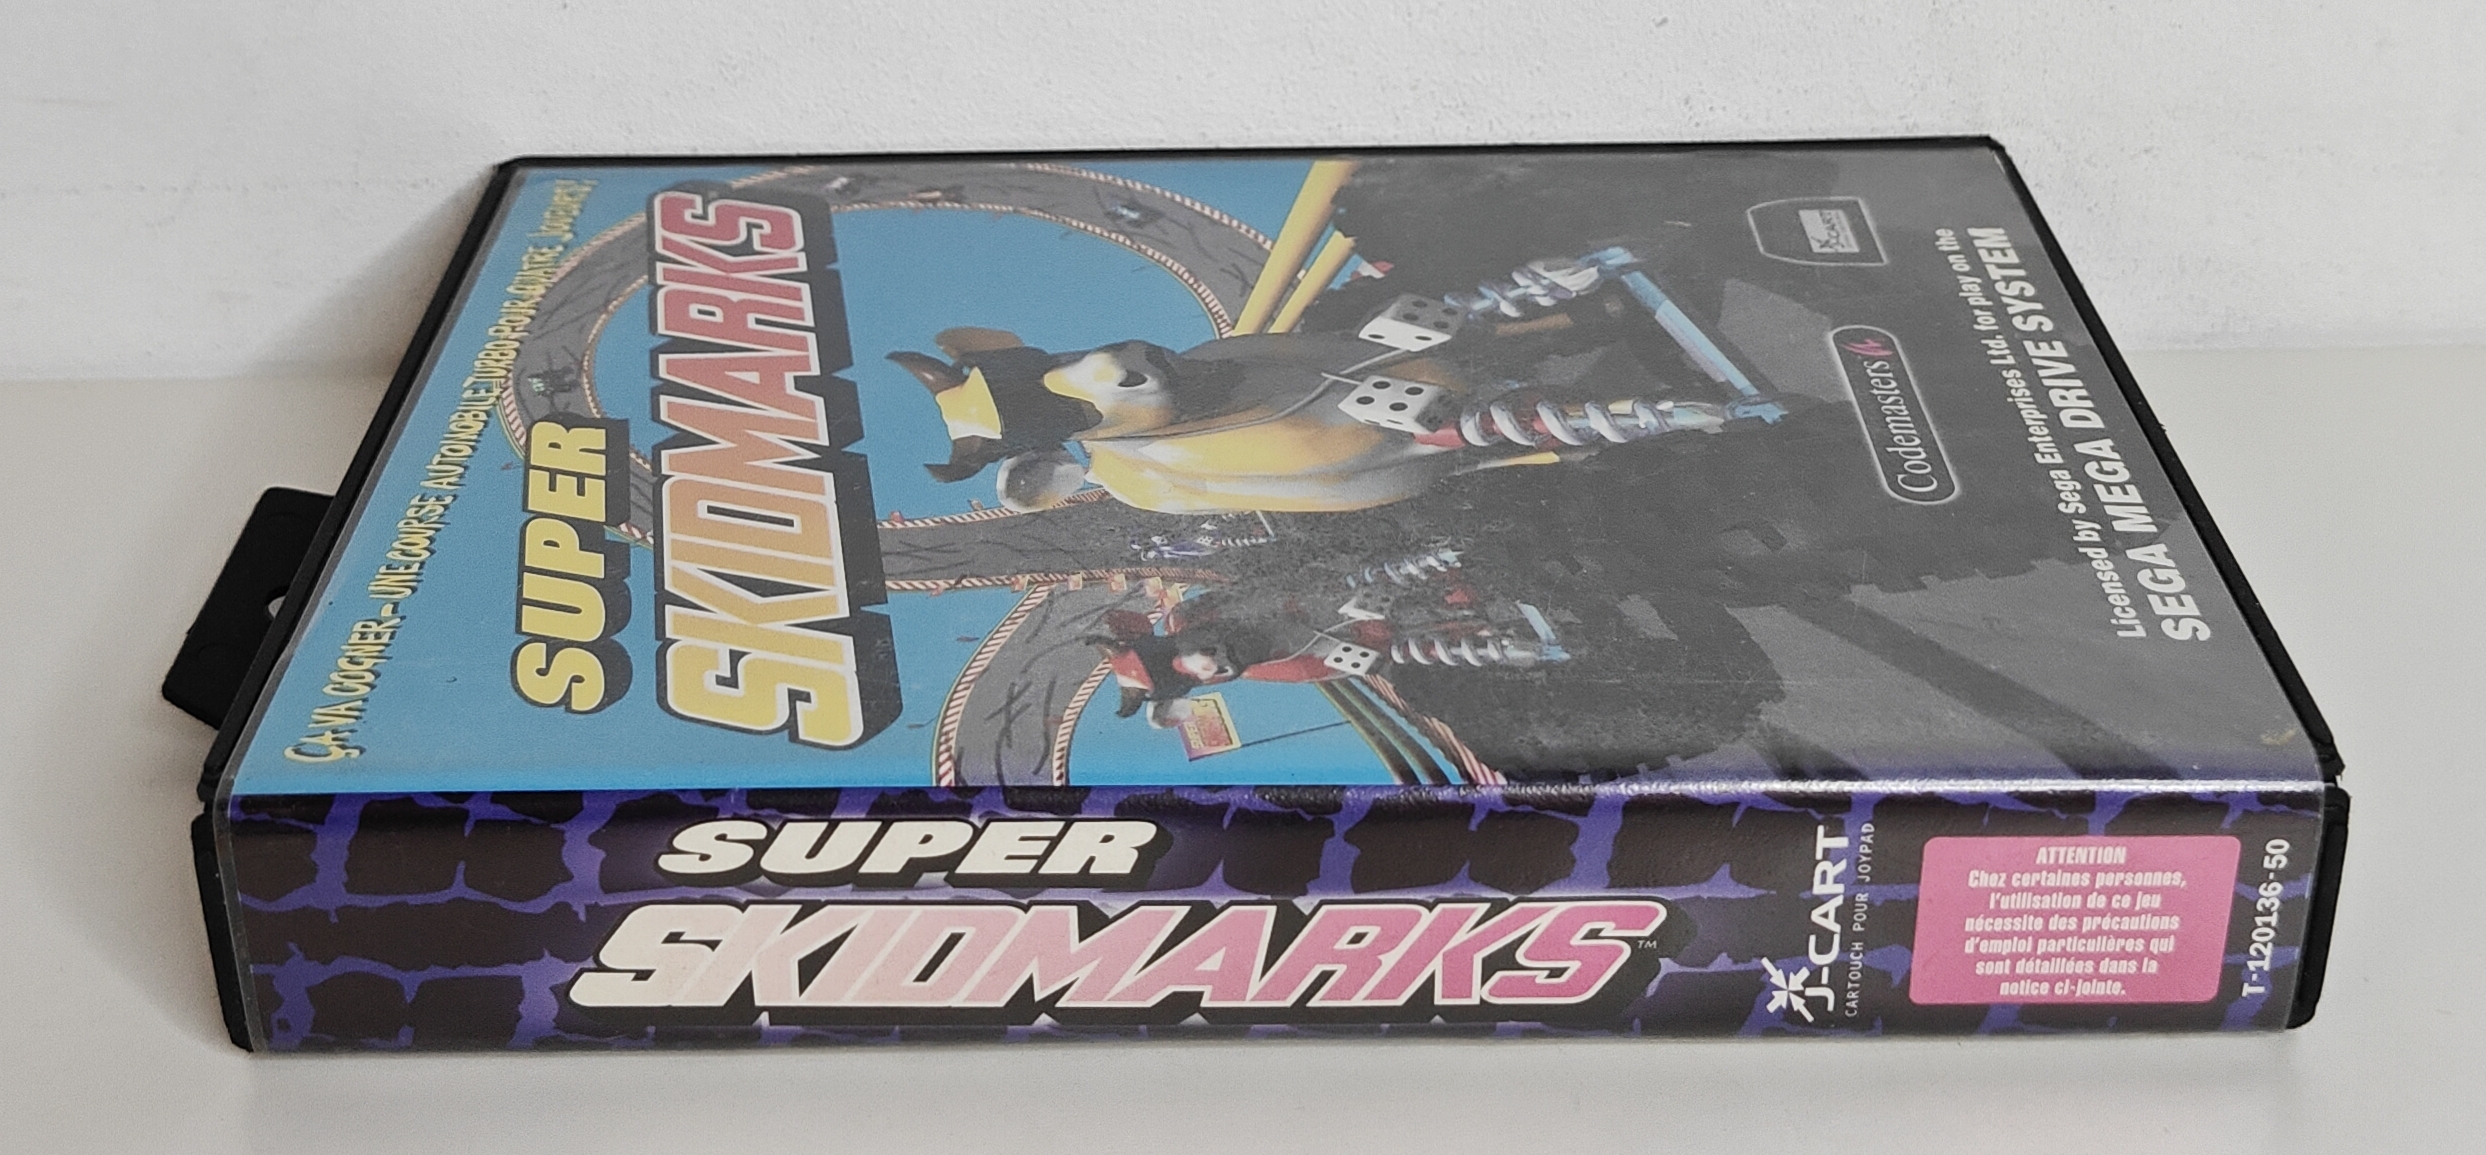 ÇA VA COGNER - UNE COURSE AUTOMOBILE TURBO POUR QUATRE JOUEURS!
SUPER
SKIDMARKS
J-CART
Codemasters
Licensed by Sega Enterprises Ltd. for play on the
SEGA MEGA DRIVE SYSTEM
SUPER
SKIDMARKS™
J-CART
CARTOUCH POUR JOYPAD
ATTENTION
Chez certaines personnes,
l'utilisation de ce jeu
nécessite des précautions
d'emploi particulières qui
sont détaillées dans la
notice ci-jointe.
T-120136-50